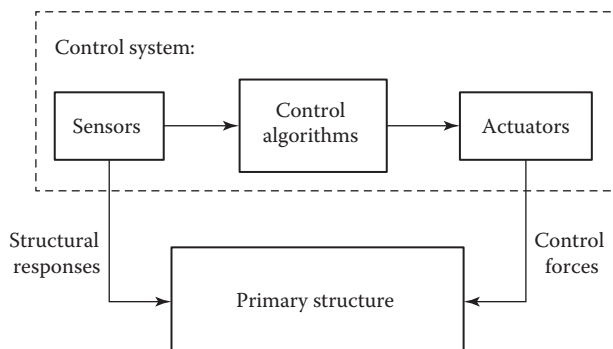 Control system:
Sensors
Control
algorithms
Actuators
Structural
responses
Control
forces
Primary structure